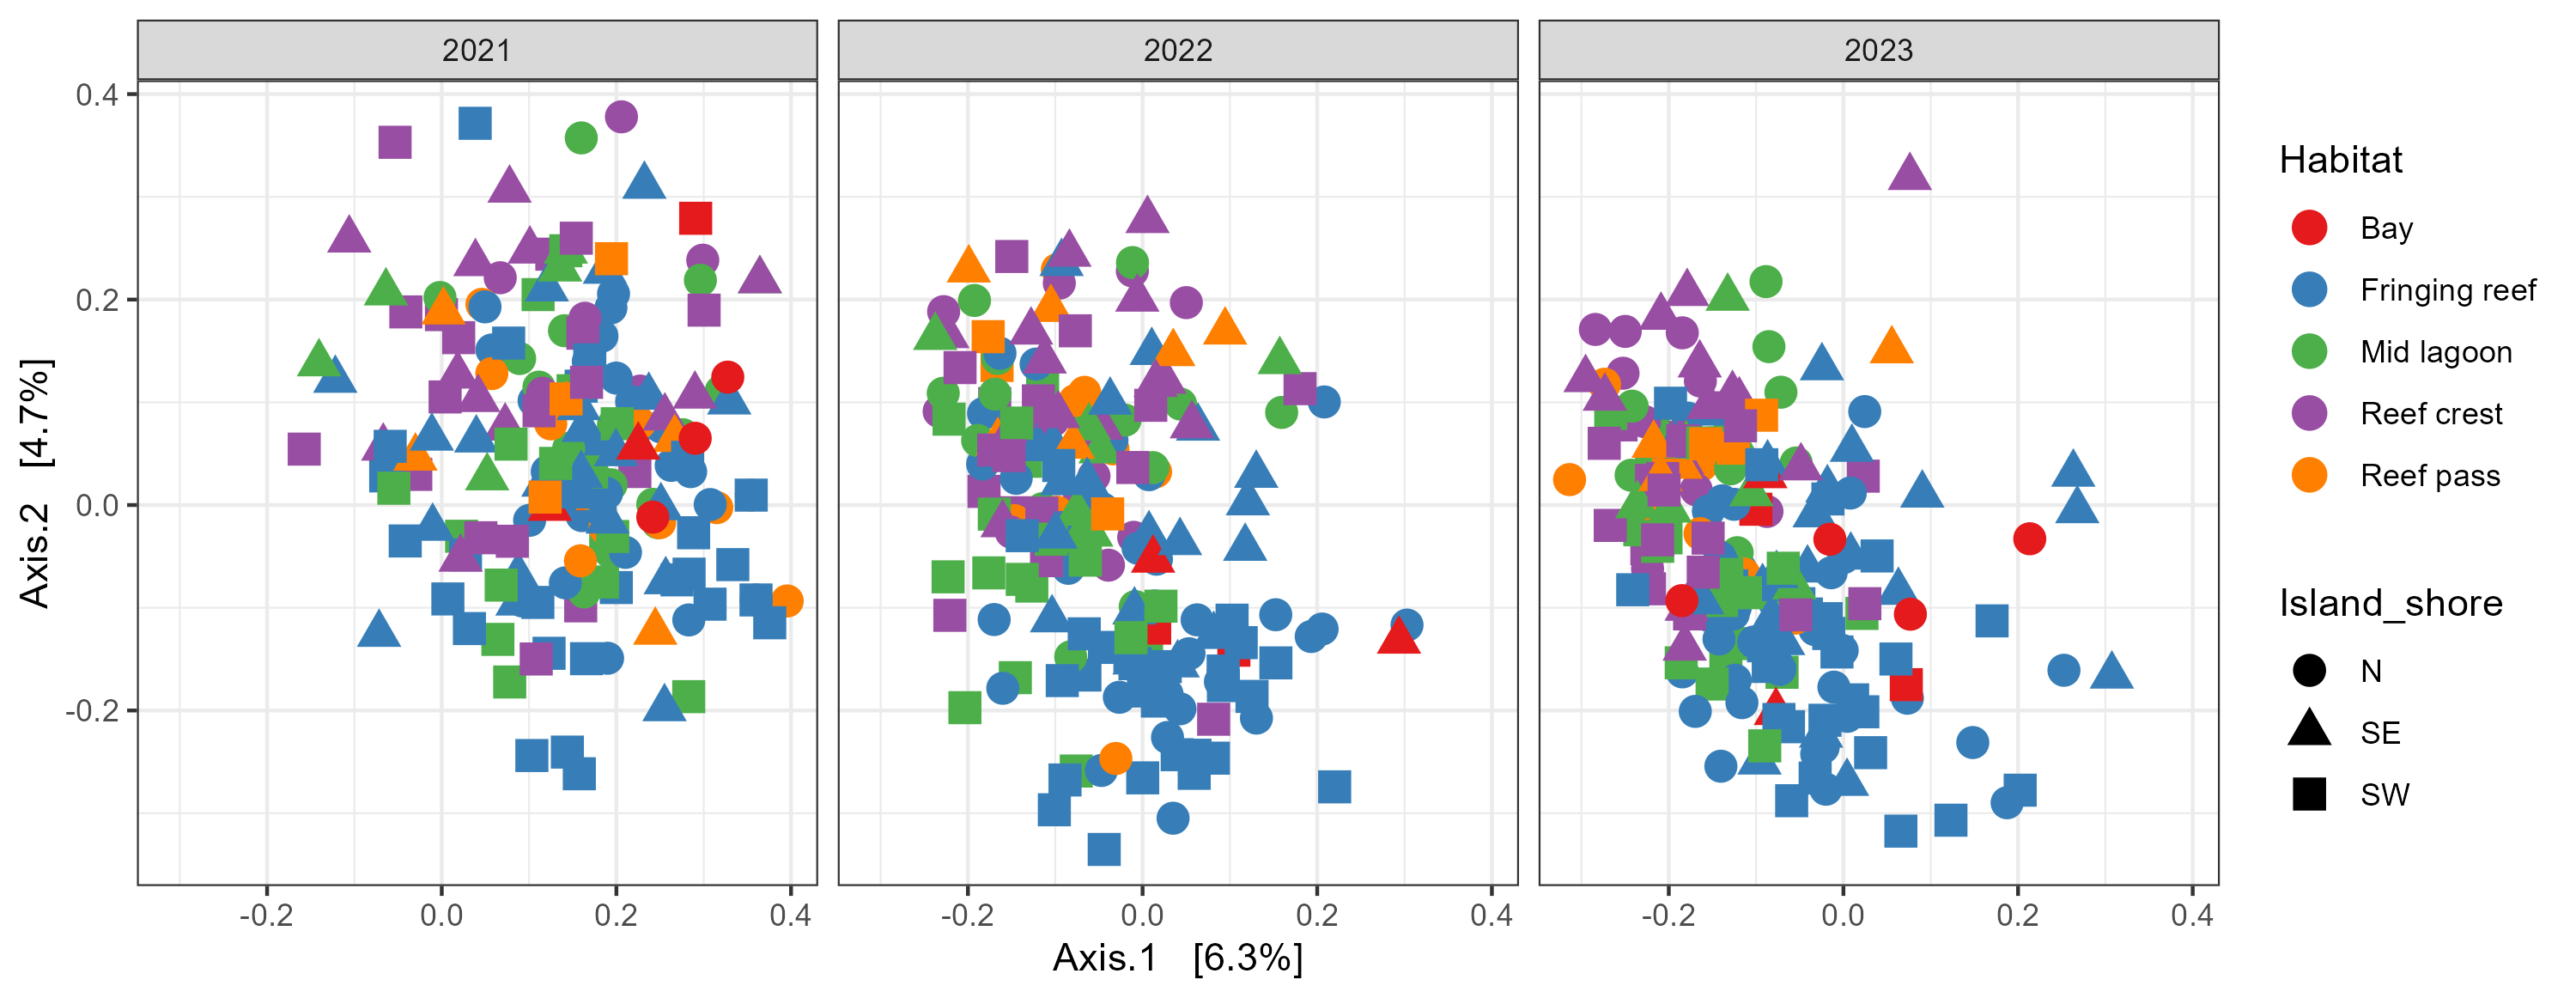 2021 2022 2023
0.4
0.2
0.0
-0.2
Axis.2 [4.7%]
-0.2 0.0 0.2 0.4 -0.2 0.0 0.2 0.4 -0.2 0.0 0.2 0.4
Axis.1 [6.3%]
Habitat
Bay
Fringing reef
Mid lagoon
Reef crest
Reef pass
Island_shore
N
SE
SW